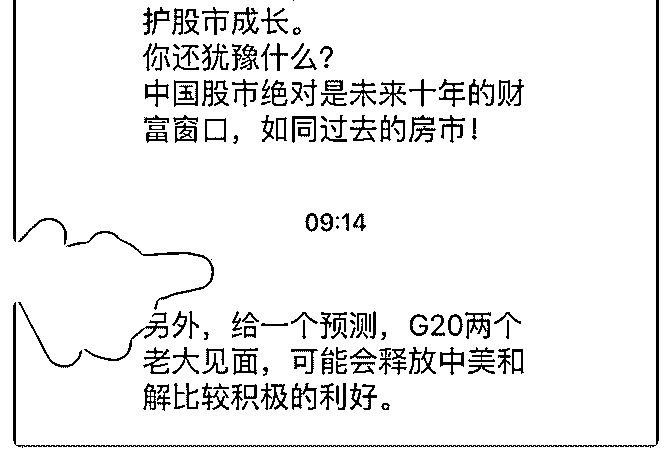 护股市成长。
你还犹豫什么？
中国股市绝对是未来十年的财
富窗口，如同过去的房市！
09:14
另外，给一个预测，G20两个
老大见面，可能会释放中美和
解比较积极的利好。